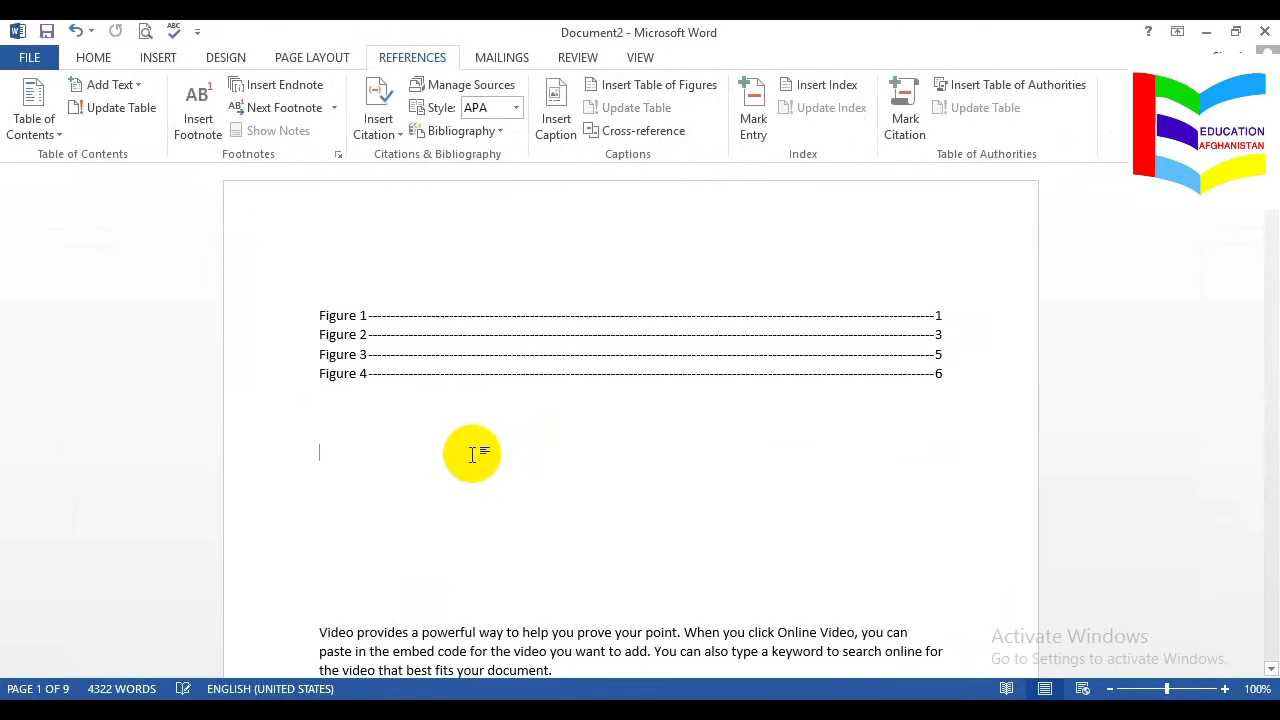 ABC
Document2 - Microsoft Word
?
FILE HOME INSERT DESIGN PAGE LAYOUT REFERENCES MAILINGS REVIEW VIEW
Table of Contents
Add Text
Update Table
Table of Contents
AB1
Insert Footnote
Insert Endnote
Next Footnote
Show Notes
Footnotes
Insert Citation
Manage Sources
Style: APA
Bibliography
Citations & Bibliography
Insert Caption
Insert Table of Figures
Update Table
Cross-reference
Captions
Mark Entry
Insert Index
Update Index
Index
Mark Citation
Insert Table of Authorities
Update Table
Table of Authorities
EDUCATION
AFGHANISTAN
Figure 1---1
Figure 2---3
Figure 3---5
Figure 4---6
Video provides a powerful way to help you prove your point. When you click Online Video, you can
paste in the embed code for the video you want to add. You can also type a keyword to search online for
the video that best fits your document.
Activate Windows
Go to Settings to activate Windows.
PAGE 1 OF 9 4322 WORDS ENGLISH (UNITED STATES) 100%